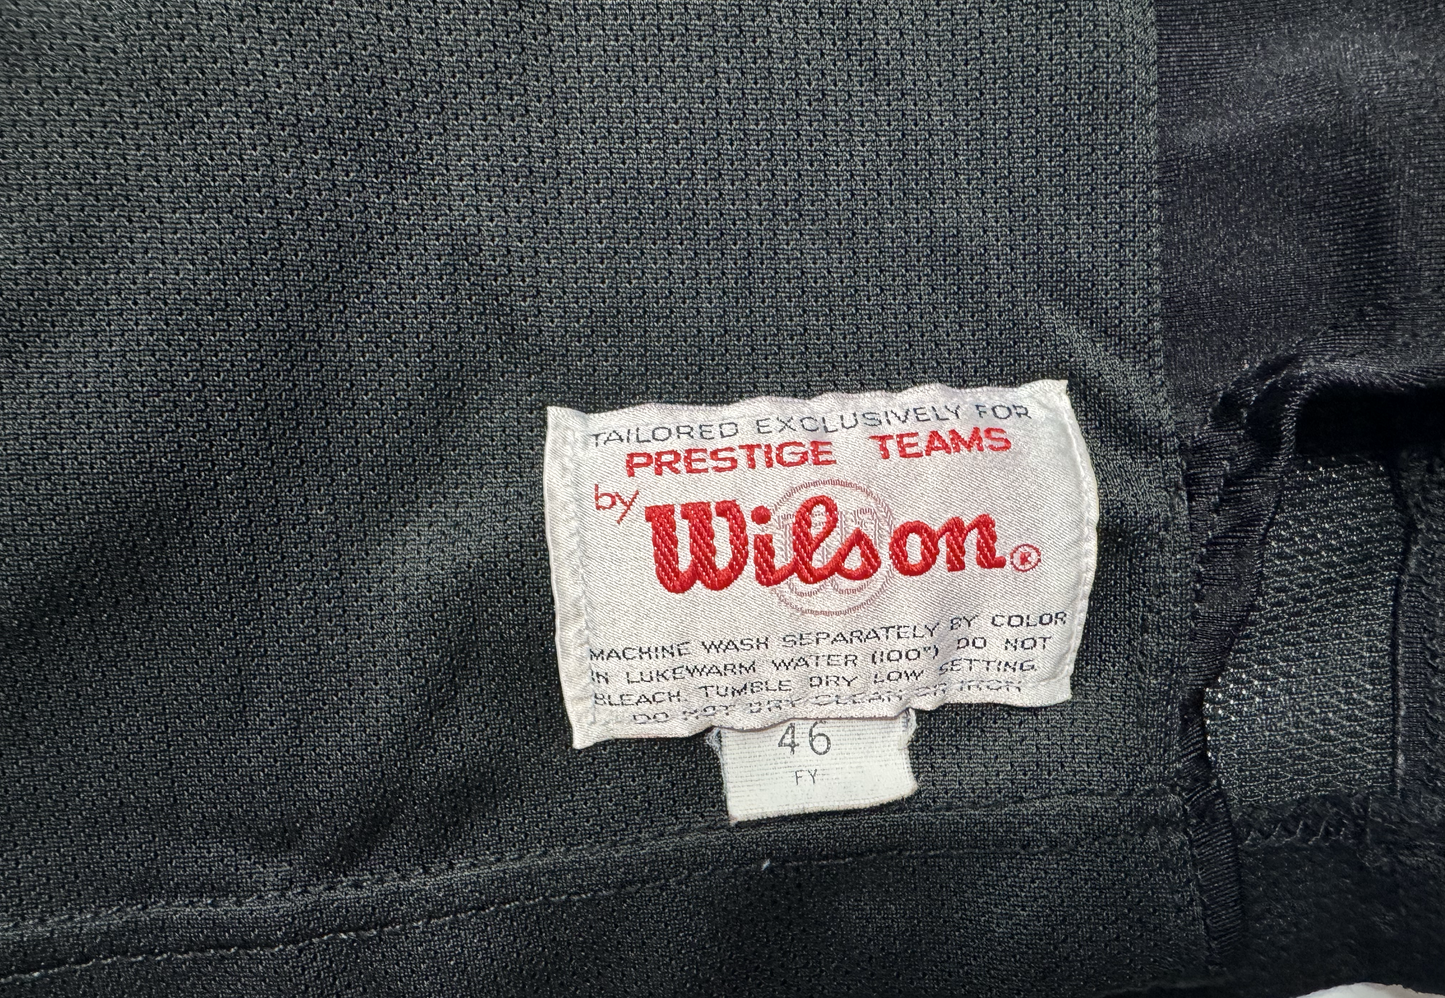 TAILORED EXCLUSIVELY FOR
PRESTIGE TEAMS
by
Wilson®
MACHINE WASH SEPARATELY BY COLOR
IN LUKEWARM WATER (100°) DO NOT
BLEACH. TUMBLE DRY LOW SETTING.
DO NOT DRY CLEAN OR IRON
46
FY